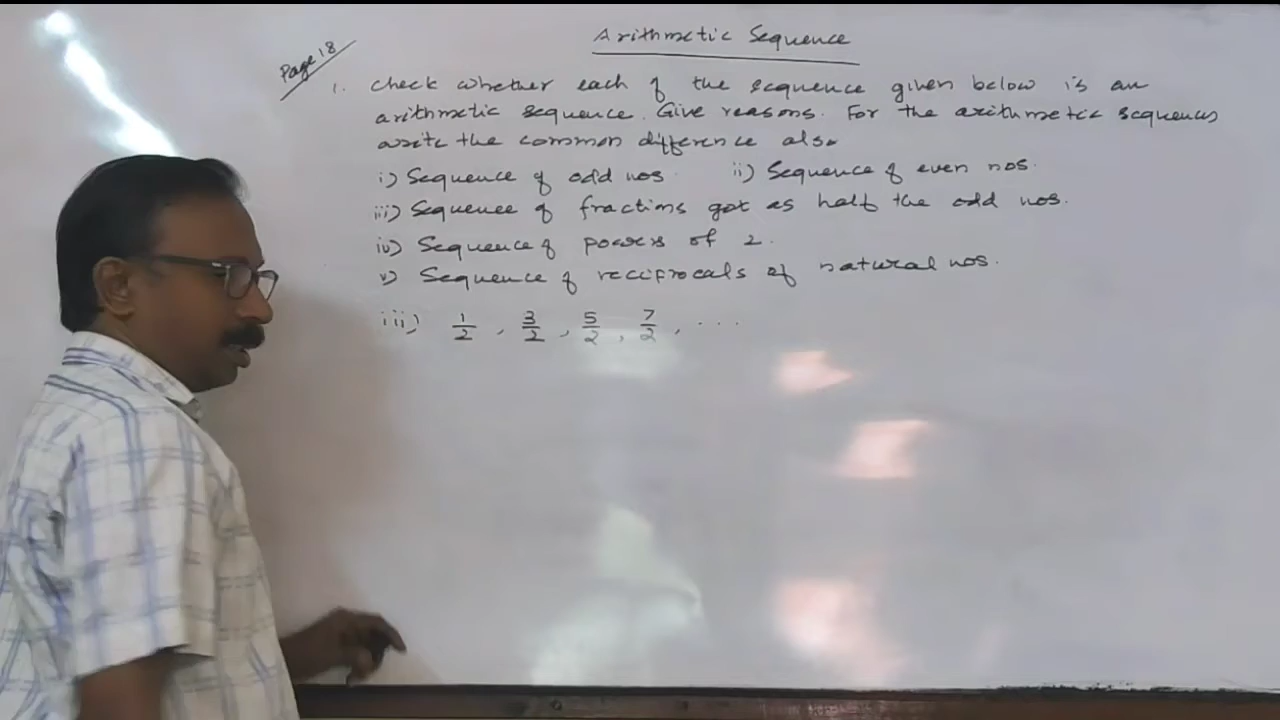 Arithmetic Sequence
Page 18
1. Check whether each of the sequence given below is an
arithmetic sequence. Give reasons. For the arithmetic sequences
write the common difference also
i) Sequence of odd nos. ii) Sequence of even nos.
iii) Sequence of fractions got as half the odd nos.
iv) Sequence of powers of 2.
v) Sequence of reciprocals of natural nos.
iii) 1/2, 3/2, 5/2, 7/2, ...